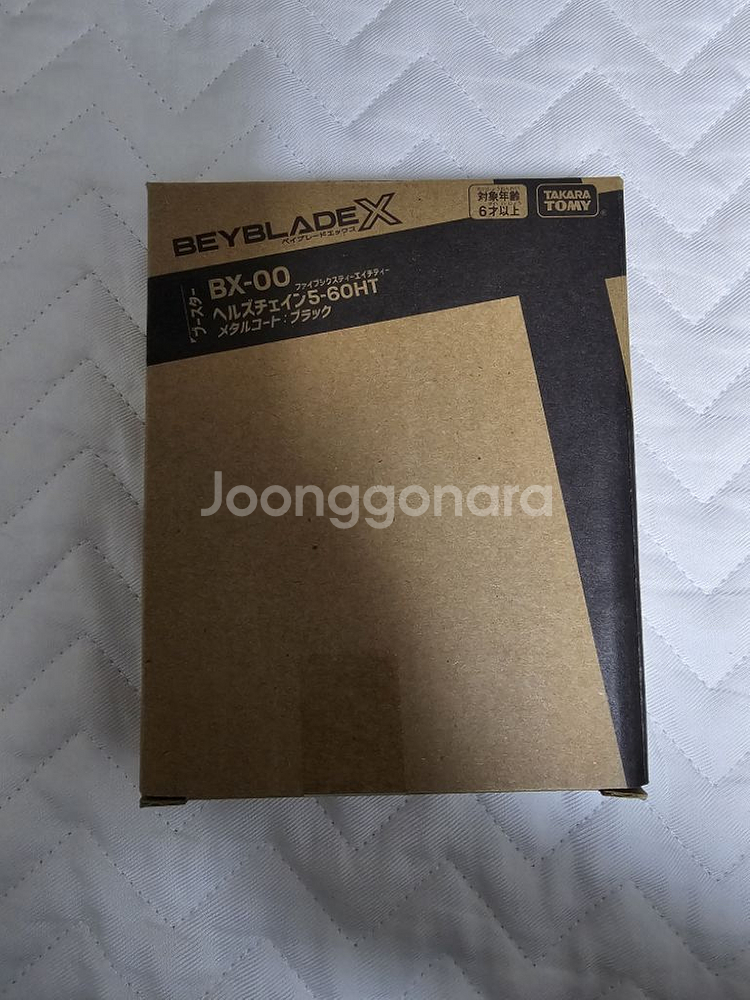 BEYBLADE X
ベイブレードエックス
対象年齢
6才以上
TAKARA
TOMY
ブースター
BX-00
ファイブシックスティーエイチティー
ヘルズチェイン5-60HT
メタルコート:ブラック
Joonggonara